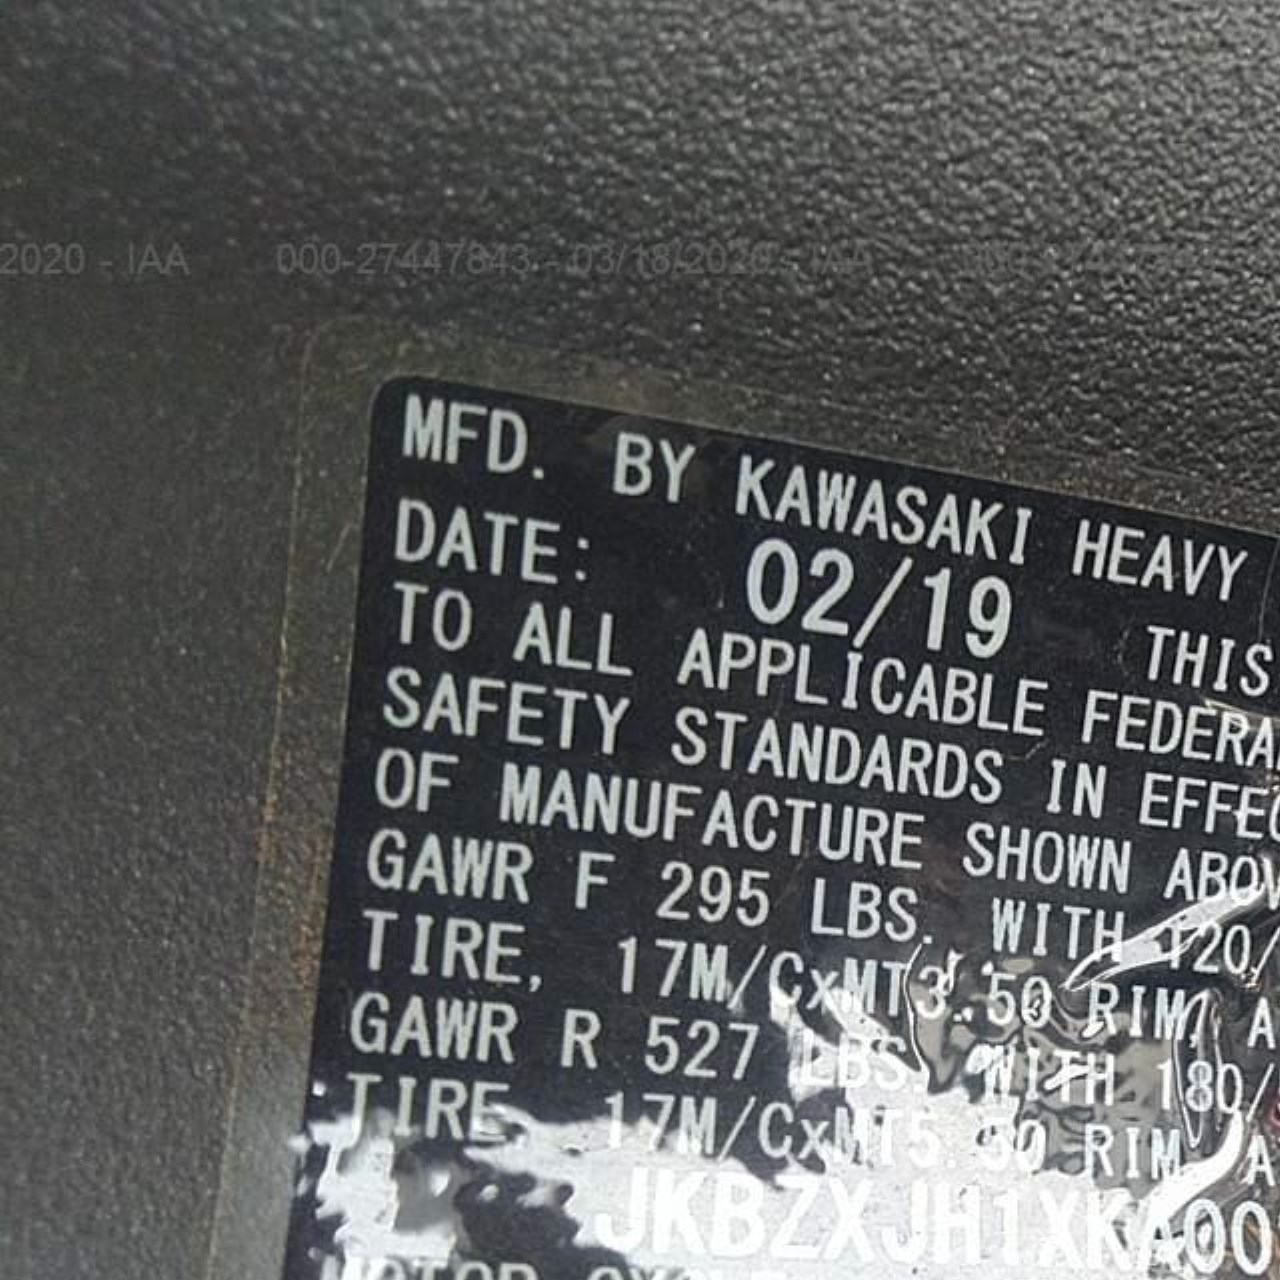 2020 - IAA 000-27447843 - 03/18/2020 - IAA
MFD. BY KAWASAKI HEAVY
DATE: 02/19 THIS
TO ALL APPLICABLE FEDERA
SAFETY STANDARDS IN EFFEC
OF MANUFACTURE SHOWN ABOV
GAWR F 295 LBS. WITH 120/
TIRE, 17M/CxMT3.50 RIM, A
GAWR R 527 LBS. WITH 180/
TIRE, 17M/CxMT5.50 RIM, A
JKBZXJH1XKA00